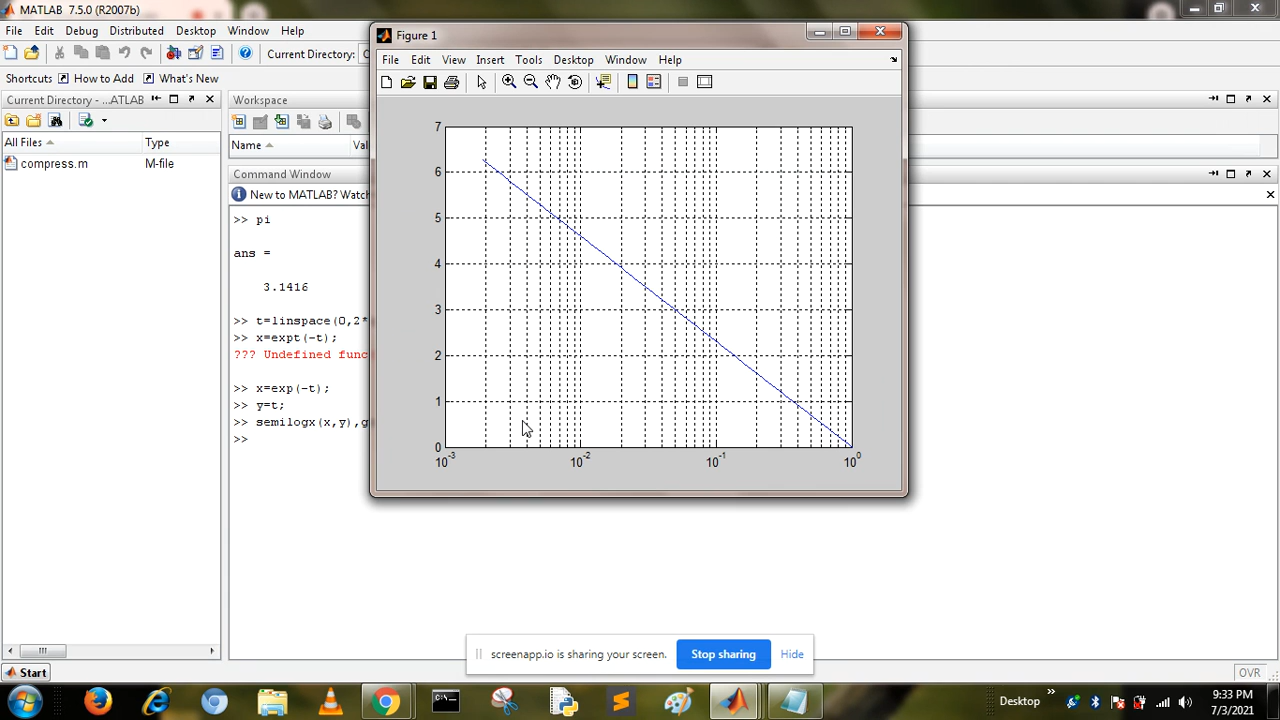 MATLAB 7.5.0 (R2007b)
File Edit Debug Distributed Desktop Window Help
Current Directory:
Shortcuts How to Add What's New
Current Directory - ...ATLAB
All Files Type
compress.m M-file
Workspace
Name
Command Window
New to MATLAB?
>> pi
ans =
3.1416
>> t=linspace(0,2*
>> x=expt(-t);
??? Undefined func
>> x=exp(-t);
>> y=t;
>> semilogx(x,y),g
>>
Figure 1
File Edit View Insert Tools Desktop Window Help
7
6
5
4
3
2
1
0
10^-3 10^-2 10^-1 10^0
screenapp.io is sharing your screen. Stop sharing Hide
Start
OVR
Desktop
9:33 PM
7/3/2021